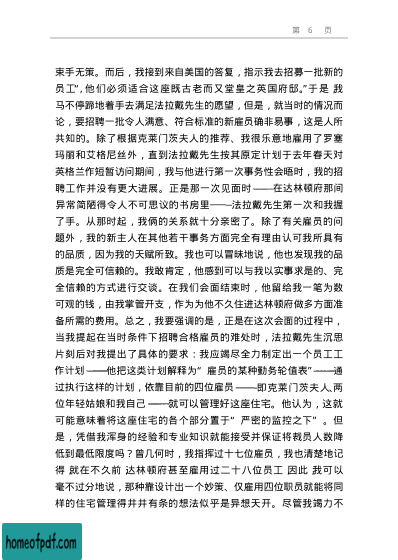 第 6 页
束手无策。而后，我接到来自美国的答复，指示我去招募一批新的
员工”，他们必须适合这座既古老而又堂皇之英国府邸。”于是，我
马不停蹄地着手去满足法拉戴先生的愿望，但是，就当时的情况而
论，要招聘一批令人满意、符合标准的新雇员确非易事，这是人所
共知的。除了根据克莱门茨夫人的推荐、我很乐意地雇用了罗塞
玛丽和艾格尼丝外，直到法拉戴先生按其原定计划于去年春天对
英格兰作短暂访问期间，我与他进行第一次事务性会晤时，我的招
聘工作并没有更大进展。正是那一次见面时——在达林顿府那间
异常简陋得令人不可思议的书房里——法拉戴先生第一次和我握
了手。从那时起，我俩的关系就十分亲密了。除了有关雇员的问
题外，我的新主人在其他若干事务方面完全有理由认可我所具有
的品质，因为我的天赋所致。我也可以冒昧地说，他也发现我的品
质是完全可信赖的。我敢肯定，他感到可以与我以实事求是的、完
全信赖的方式进行交谈。在我们会面结束时，他留给我一笔为数
可观的钱，由我掌管开支，作为为他不久住进达林顿府做多方面准
备所需的费用。总之，我要强调的是，正是在这次会面的过程中，
当我提起在当时条件下招聘合格雇员的难处时，法拉戴先生沉思
片刻后对我提出了具体的要求：我应竭尽全力制定出一个员工工
作计划——他把这类计划解释为“雇员的某种勤务轮值表”——通
过执行这样的计划，依靠目前的四位雇员——即克莱门茨夫人、两
位年轻姑娘和我自己——就可以管理好这座住宅。他认为，这就
可能意味着将这座住宅的各个部分置于“严密的监控之下”。但
是，凭借我浑身的经验和专业知识就能接受并保证将裁员人数降
低到最低限度吗？曾几何时，我指挥过十七位雇员，我也清楚地记
得 就在不久前 达林顿府甚至雇用过二十八位员工 因此 我可以
毫不过分地说，那种靠设计出一个妙策、仅雇用四位职员就能将同
样的住宅管理得井井有条的想法似乎是异想天开。尽管我竭力不
homeofpdf.com